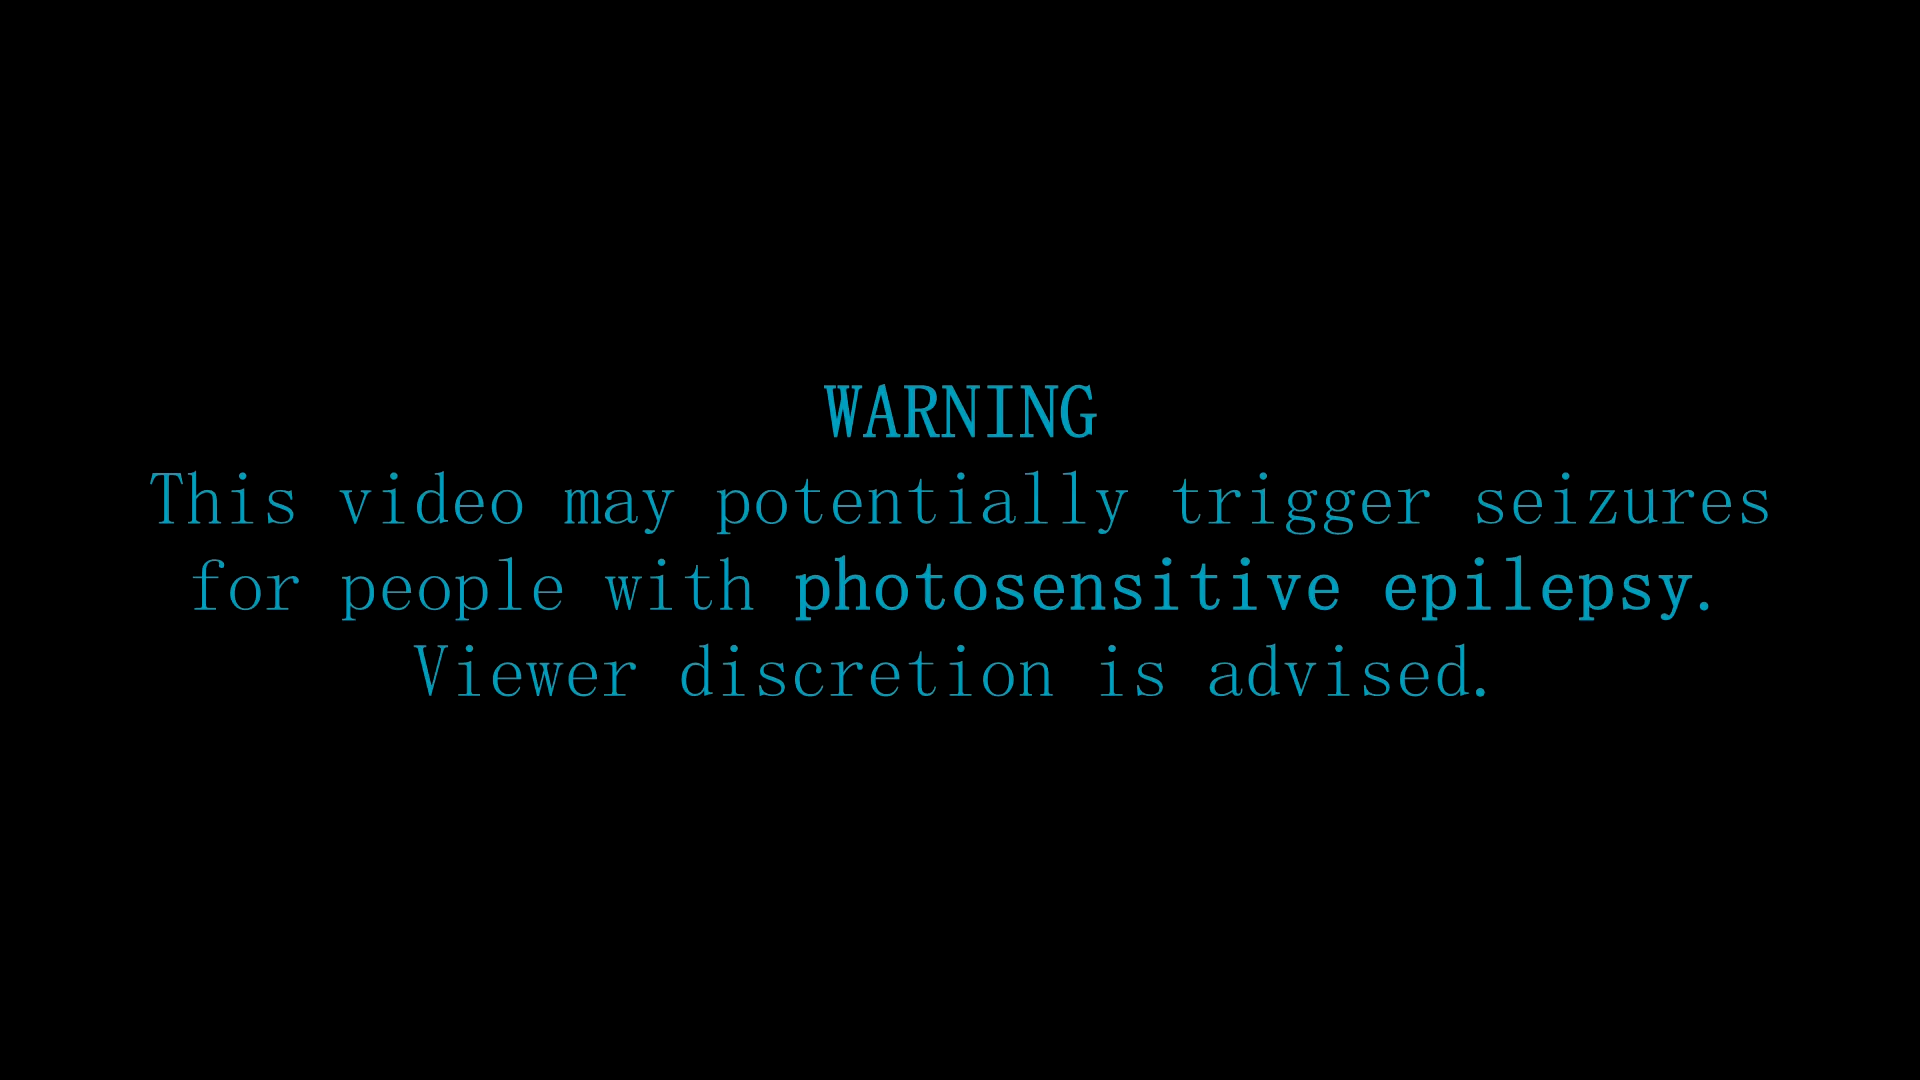 WARNING
This video may potentially trigger seizures
for people with photosensitive epilepsy.
Viewer discretion is advised.